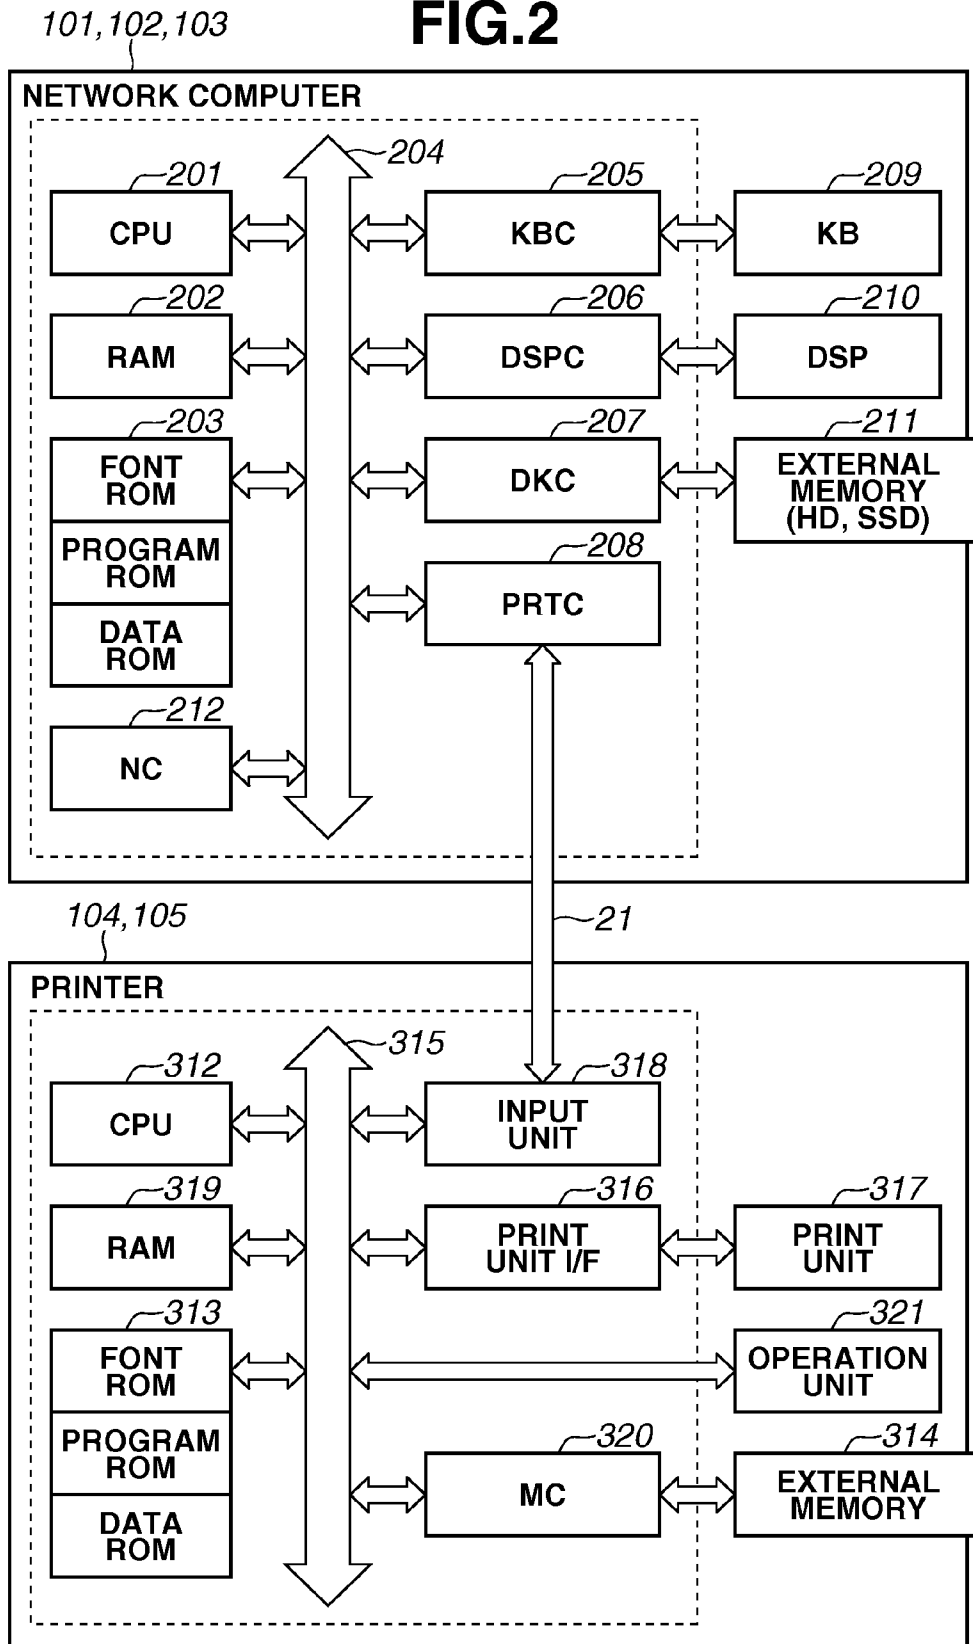 FIG.2
101,102,103
NETWORK COMPUTER
204
201
CPU
205
KBC
209
KB
202
RAM
206
DSPC
210
DSP
203
FONT
ROM
PROGRAM
ROM
DATA
ROM
207
DKC
211
EXTERNAL
MEMORY
(HD, SSD)
208
PRTC
212
NC
21
104,105
PRINTER
315
312
CPU
318
INPUT
UNIT
319
RAM
316
PRINT
UNIT I/F
317
PRINT
UNIT
313
FONT
ROM
PROGRAM
ROM
DATA
ROM
321
OPERATION
UNIT
320
MC
314
EXTERNAL
MEMORY